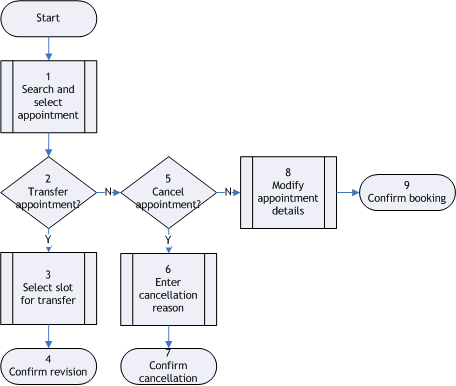 Start
1
Search and
select
appointment
2
Transfer
appointment?
N
5
Cancel
appointment?
N
8
Modify
appointment
details
9
Confirm booking
Y
Y
3
Select slot
for transfer
6
Enter
cancellation
reason
4
Confirm revision
7
Confirm
cancellation